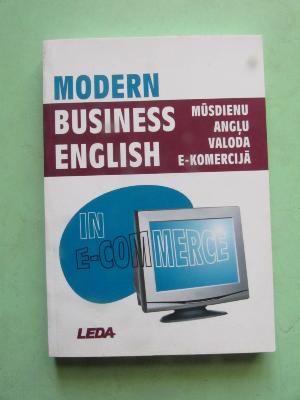 MODERN
BUSINESS
ENGLISH
MŪSDIENU
ANGĻU
VALODA
E-KOMERCIJĀ
IN
E-COMMERCE
LEDA